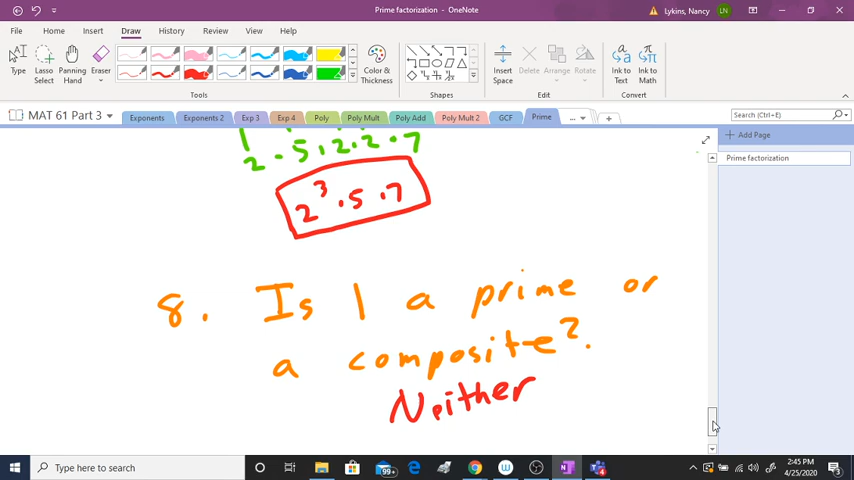 Prime factorization - OneNote
Lykins, Nancy LN
File Home Insert Draw History Review View Help
Type Lasso Select Panning Hand Eraser Color & Thickness Insert Space Delete Arrange Rotate Ink to Text Ink to Math
Tools Shapes Edit Convert
MAT 61 Part 3 Exponents Exponents 2 Exp 3 Exp 4 Poly Poly Mult Poly Add Poly Mult 2 GCF Prime ... + Search (Ctrl+E)
Add Page
Prime factorization
2 · 5 · 2 · 2 · 7
2³ · 5 · 7
8. Is 1 a prime or
a composite?
Neither
Type here to search 99+ 2:45 PM
4/25/2020